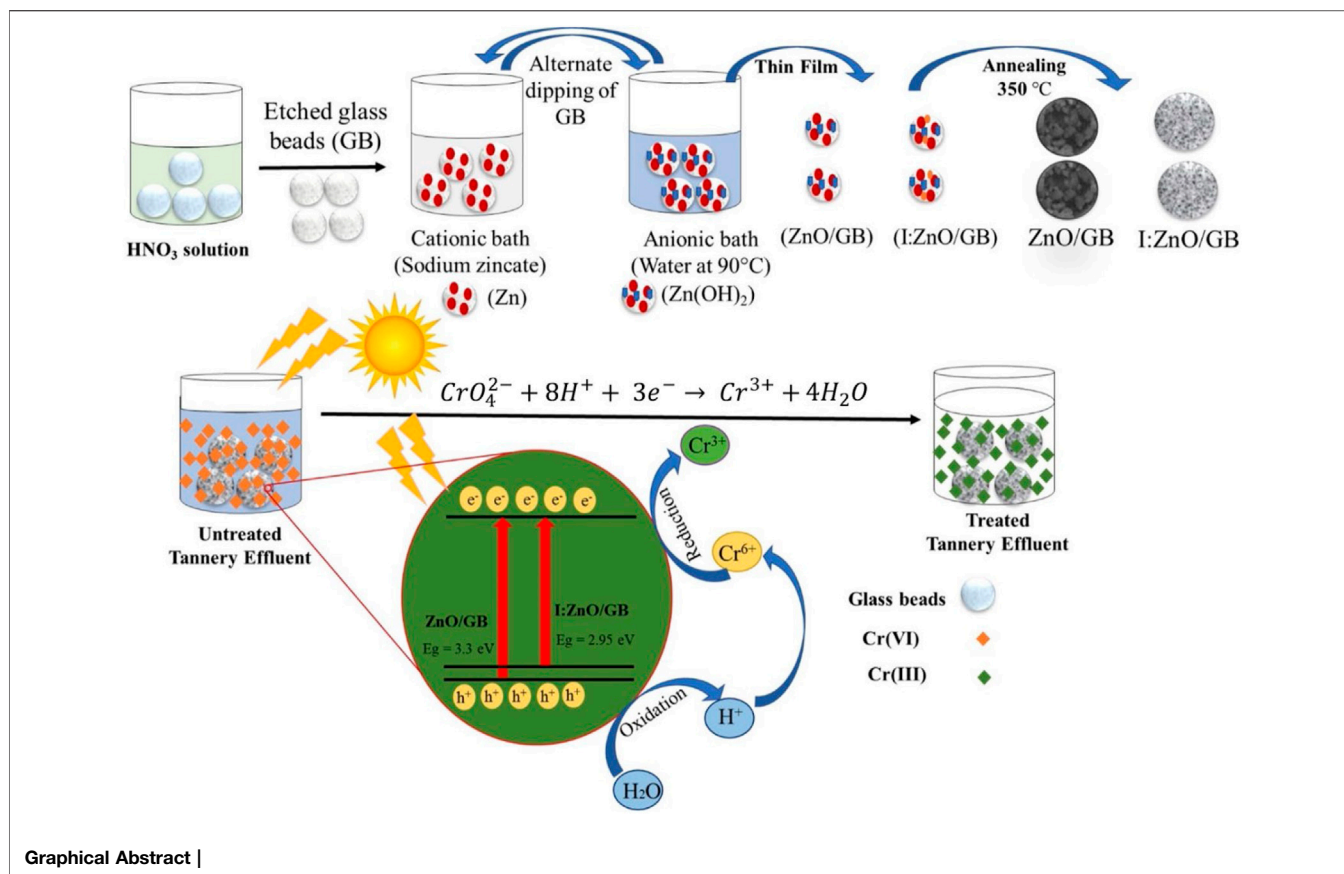 Alternate
dipping of
GB
Thin Film
Annealing
350 °C
Etched glass
beads (GB)
HNO₃ solution
Cationic bath
(Sodium zincate)
(Zn)
Anionic bath
(Water at 90°C)
(Zn(OH)₂)
(ZnO/GB)
(I:ZnO/GB)
ZnO/GB
I:ZnO/GB
CrO₄²⁻ + 8H⁺ + 3e⁻ → Cr³⁺ + 4H₂O
Untreated
Tannery Effluent
e⁻ e⁻ e⁻ e⁻ e⁻
ZnO/GB
Eg = 3.3 eV
I:ZnO/GB
Eg = 2.95 eV
h⁺ h⁺ h⁺ h⁺ h⁺
Cr³⁺
Reduction
Cr⁶⁺
Oxidation
H⁺
H₂O
Treated
Tannery Effluent
Glass beads
Cr(VI)
Cr(III)
Graphical Abstract |